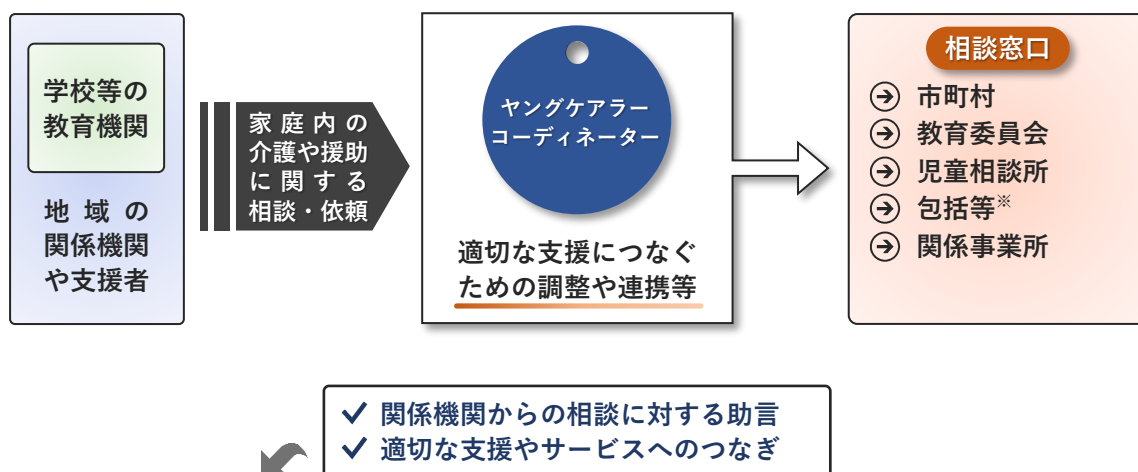 学校等の
教育機関
地域の
関係機関
や支援者
家庭内の
介護や援助
に関する
相談・依頼
ヤングケアラー
コーディネーター
適切な支援につなぐ
ための調整や連携等
相談窓口
市町村
教育委員会
児童相談所
包括等※
関係事業所
関係機関からの相談に対する助言
適切な支援やサービスへのつなぎ